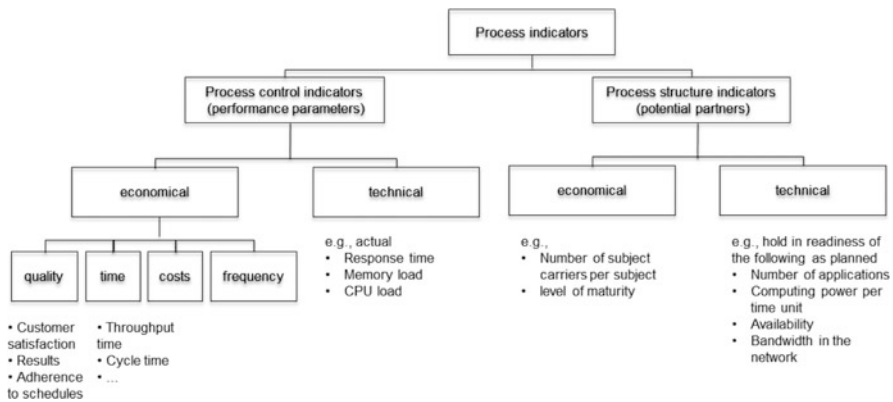 Process indicators
Process control indicators
(performance parameters)
Process structure indicators
(potential partners)
economical
technical
economical
technical
quality
time
costs
frequency
e.g., actual
• Response time
• Memory load
• CPU load
e.g.,
• Number of subject
carriers per subject
• level of maturity
e.g., hold in readiness of
the following as planned
• Number of applications
• Computing power per
time unit
• Availability
• Bandwidth in the
network
• Customer
satisfaction
• Results
• Adherence
to schedules
• Throughput
time
• Cycle time
• ...